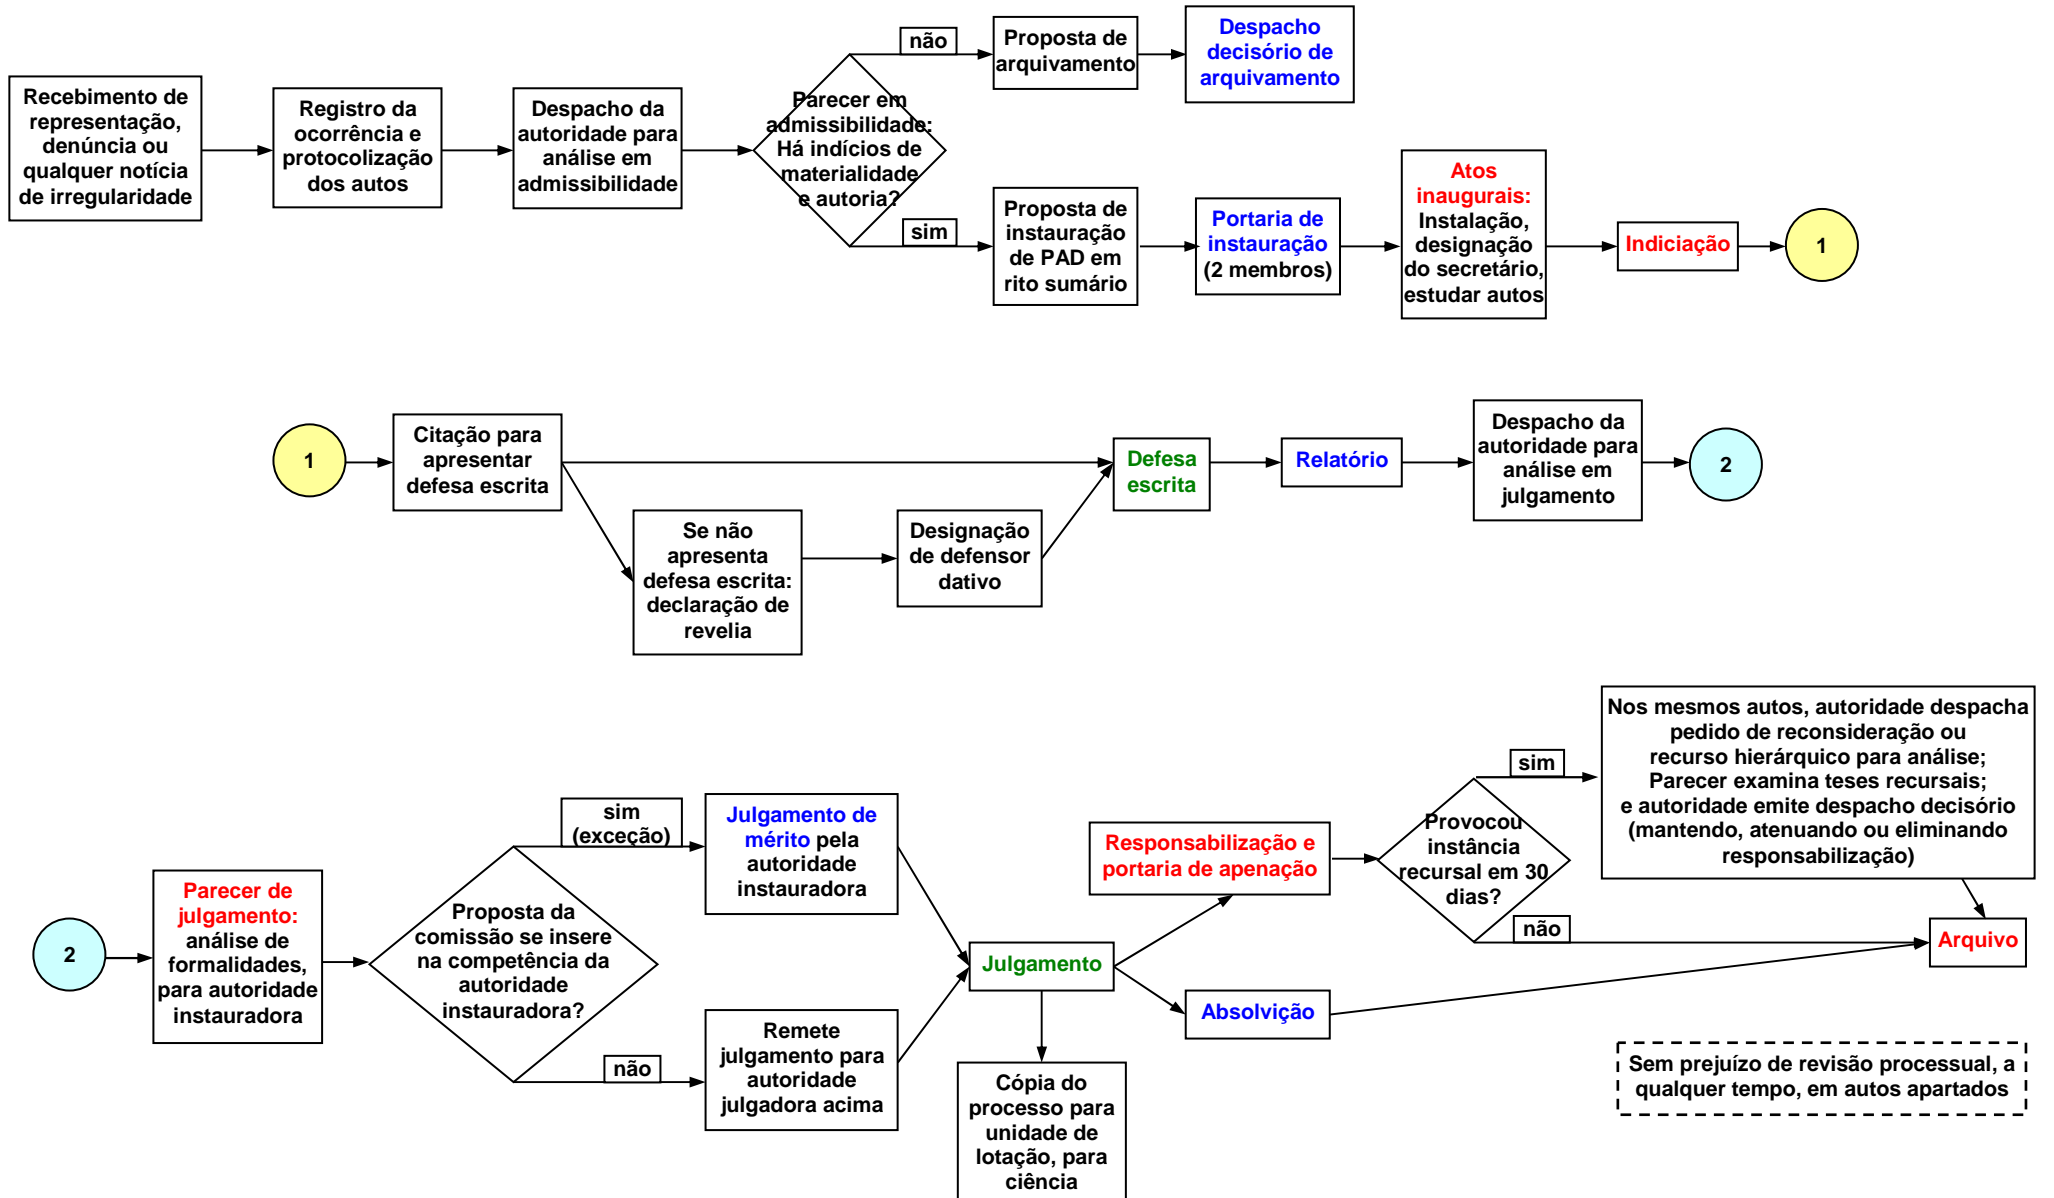 Recebimento de
representação,
denúncia ou
qualquer notícia
de irregularidade
Registro da
ocorrência e
protocolização
dos autos
Despacho da
autoridade para
análise em
admissibilidade
Parecer em
admissibilidade:
Há indícios de
materialidade
e autoria?
não
Proposta de
arquivamento
Despacho
decisório de
arquivamento
sim
Proposta de
instauração
de PAD em
rito sumário
Portaria de
instauração
(2 membros)
Atos
inaugurais:
Instalação,
designação
do secretário,
estudar autos
Indiciação
1
1
Citação para
apresentar
defesa escrita
Se não
apresenta
defesa escrita:
declaração de
revelia
Designação
de defensor
dativo
Defesa
escrita
Relatório
Despacho da
autoridade para
análise em
julgamento
2
2
Parecer de
julgamento:
análise de
formalidades,
para autoridade
instauradora
Proposta da
comissão se insere
na competência da
autoridade
instauradora?
sim
(exceção)
Julgamento de
mérito pela
autoridade
instauradora
não
Remete
julgamento para
autoridade
julgadora acima
Julgamento
Cópia do
processo para
unidade de
lotação, para
ciência
Responsabilização e
portaria de apenação
Absolvição
Provocou
instância
recursal em 30
dias?
sim
Nos mesmos autos, autoridade despacha
pedido de reconsideração ou
recurso hierárquico para análise;
Parecer examina teses recursais;
e autoridade emite despacho decisório
(mantendo, atenuando ou eliminando
responsabilização)
não
Arquivo
Sem prejuízo de revisão processual, a
qualquer tempo, em autos apartados